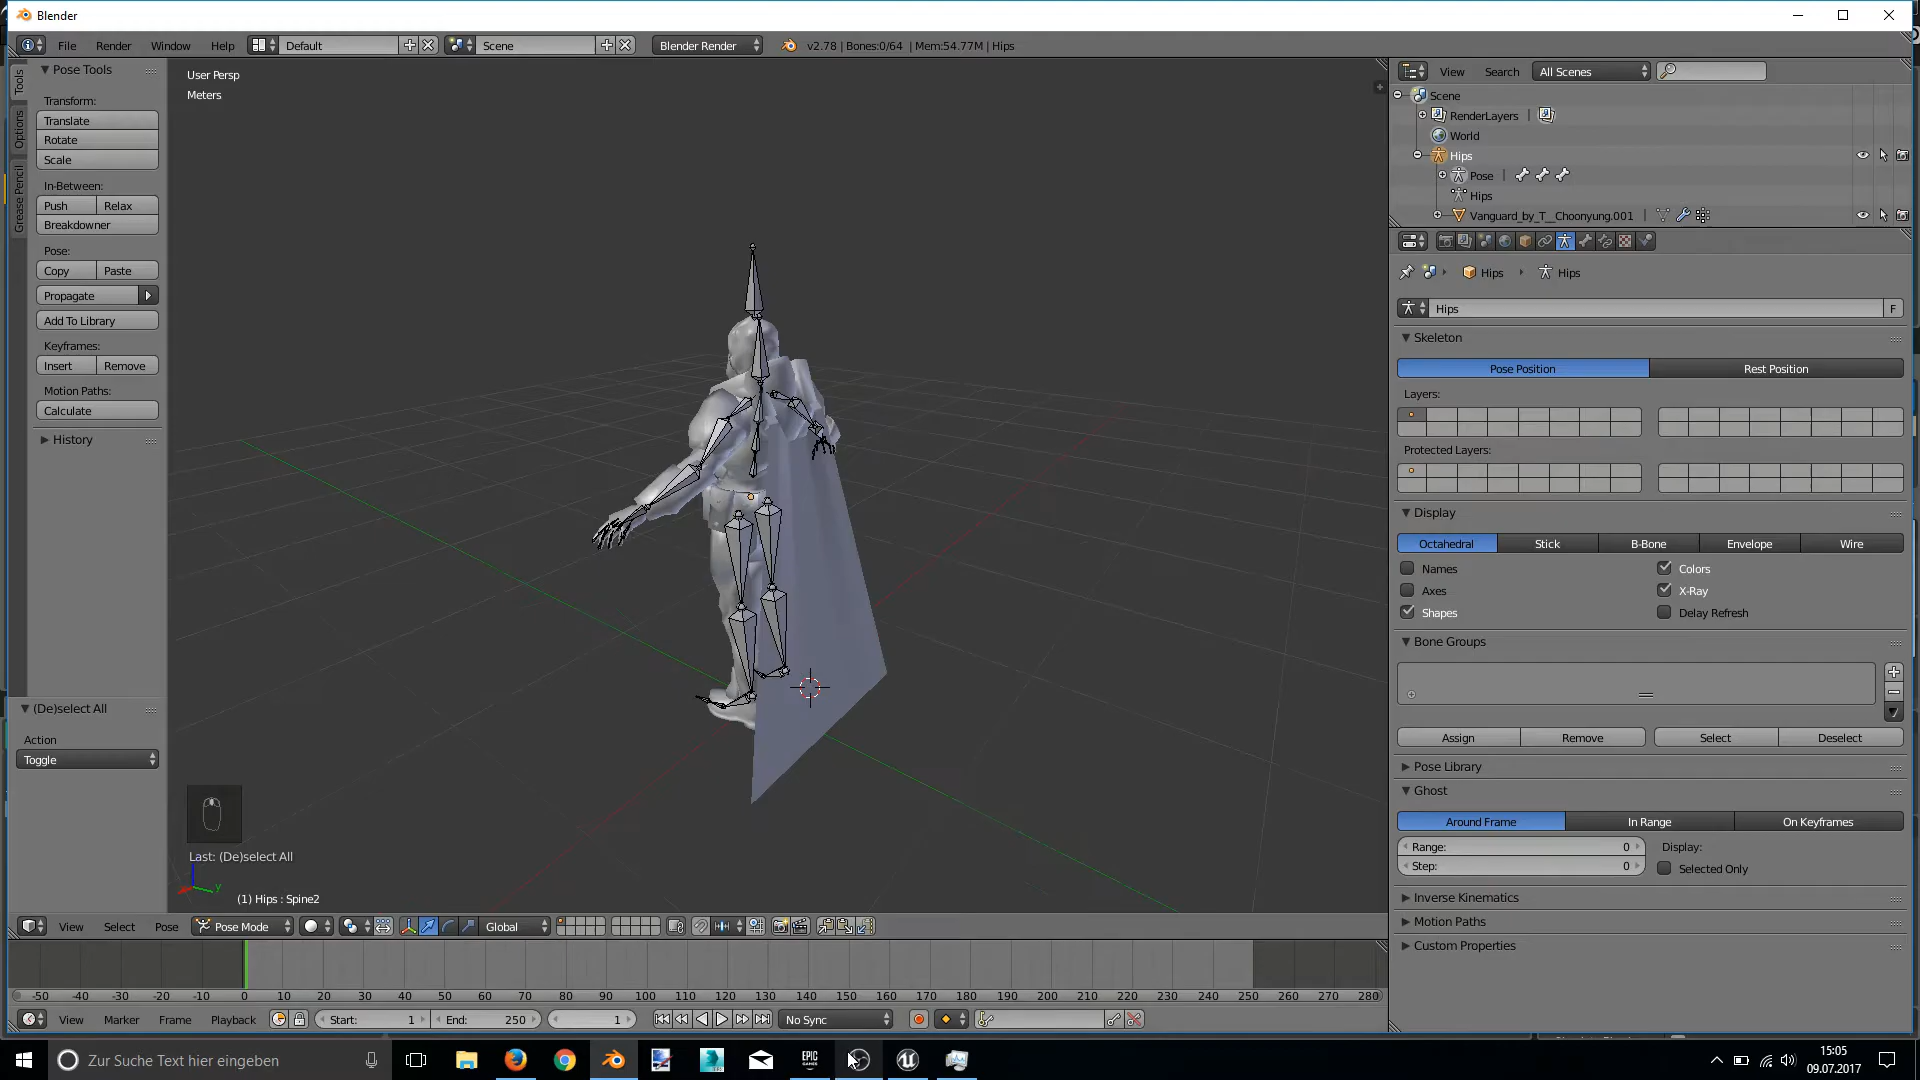 Blender
File Render Window Help Default Scene Blender Render v2.78 | Bones:0/64 | Mem:54.77M | Hips
Tools
Options
Grease Pencil
Pose Tools
Transform:
Translate
Rotate
Scale
In-Between:
Push Relax
Breakdowner
Pose:
Copy Paste
Propagate
Add To Library
Keyframes:
Insert Remove
Motion Paths:
Calculate
History
(De)select All
Action
Toggle
User Persp
Meters
Last: (De)select All
y
(1) Hips : Spine2
View Select Pose Pose Mode Global
View Search All Scenes
Scene
RenderLayers |
World
Hips
Pose |
Hips
Vanguard_by_T__Choonyung.001 |
Hips Hips
Hips F
Skeleton
Pose Position Rest Position
Layers:
Protected Layers:
Display
Octahedral Stick B-Bone Envelope Wire
Names Colors
Axes X-Ray
Shapes Delay Refresh
Bone Groups
Assign Remove Select Deselect
Pose Library
Ghost
Around Frame In Range On Keyframes
Range: 0 Display:
Step: 0 Selected Only
Inverse Kinematics
Motion Paths
Custom Properties
-50 -40 -30 -20 -10 0 10 20 30 40 50 60 70 80 90 100 110 120 130 140 150 160 170 180 190 200 210 220 230 240 250 260 270 280
View Marker Frame Playback Start: 1 End: 250 1 No Sync
Zur Suche Text hier eingeben
EPIC GAMES
15:05
09.07.2017